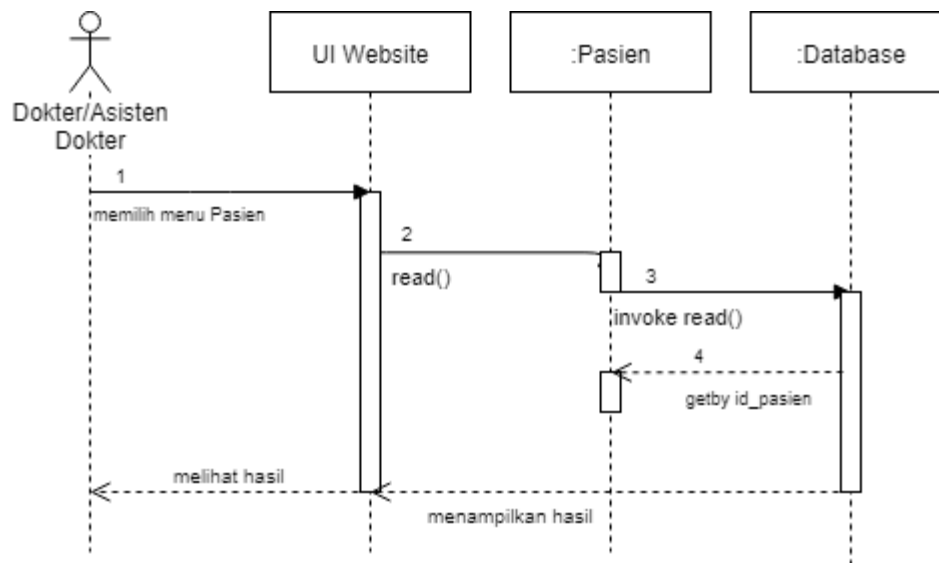 UI Website
:Pasien
:Database
Dokter/Asisten
Dokter
1
memilih menu Pasien
2
read()
3
invoke read()
4
getby id_pasien
melihat hasil
menampilkan hasil